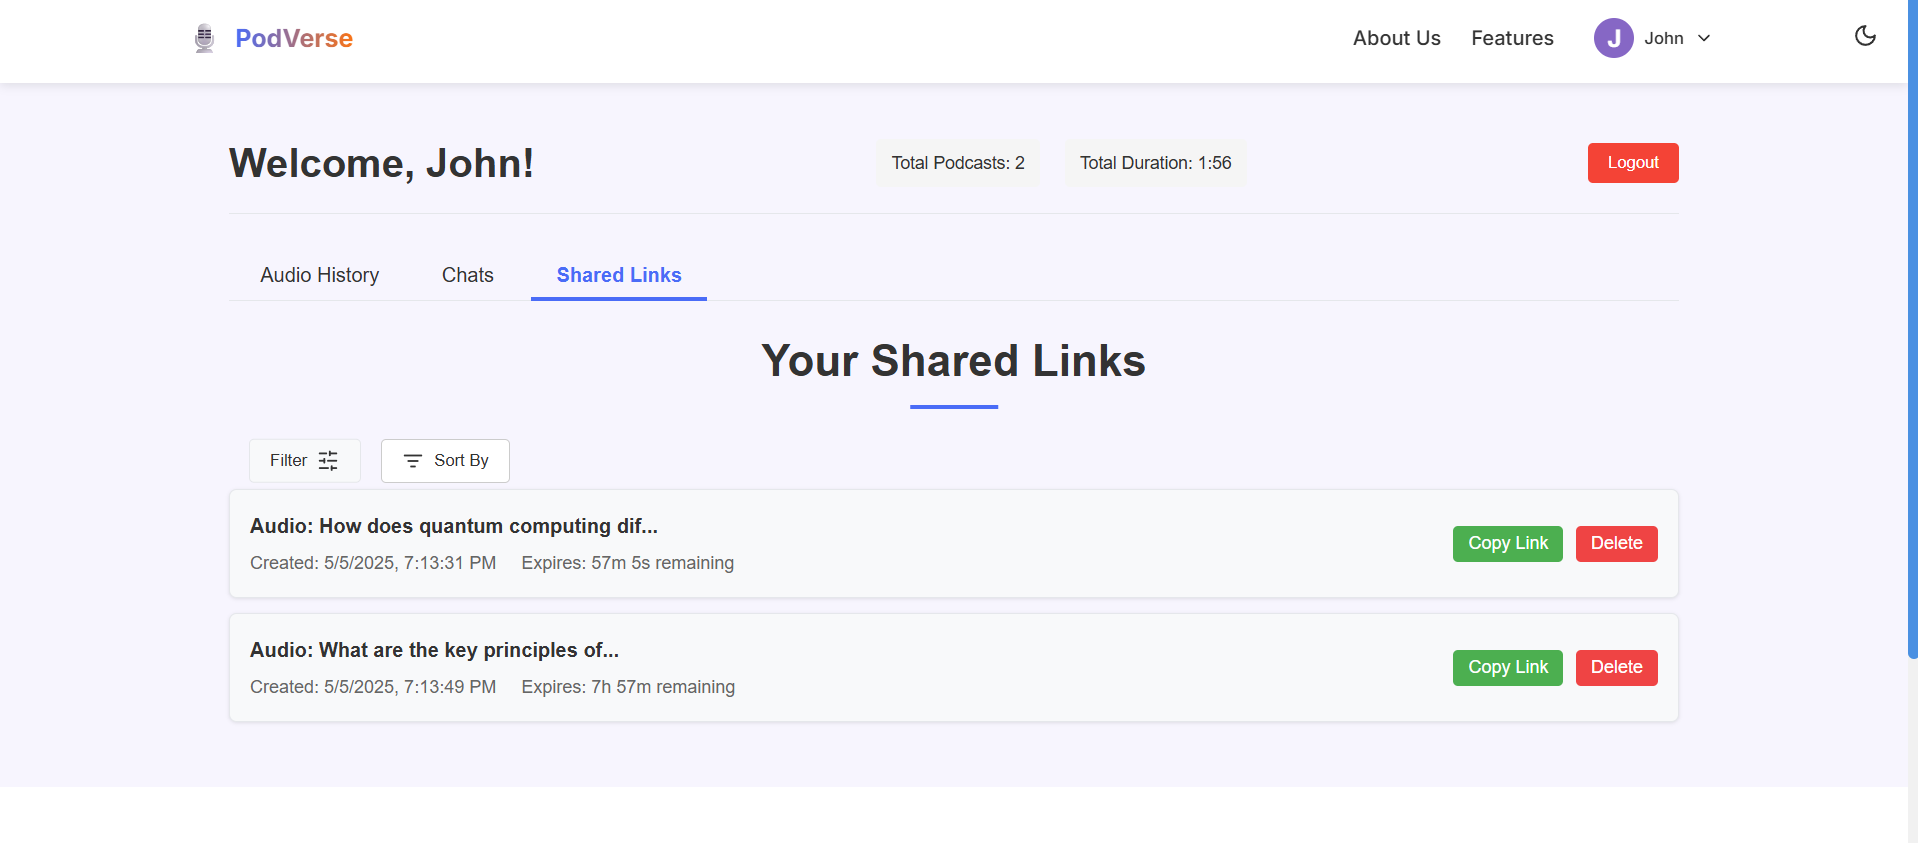 PodVerse
About Us Features J John
Welcome, John!
Total Podcasts: 2 Total Duration: 1:56
Logout
Audio History Chats Shared Links
Your Shared Links
Filter Sort By
Audio: How does quantum computing dif...
Created: 5/5/2025, 7:13:31 PM Expires: 57m 5s remaining
Copy Link Delete
Audio: What are the key principles of...
Created: 5/5/2025, 7:13:49 PM Expires: 7h 57m remaining
Copy Link Delete